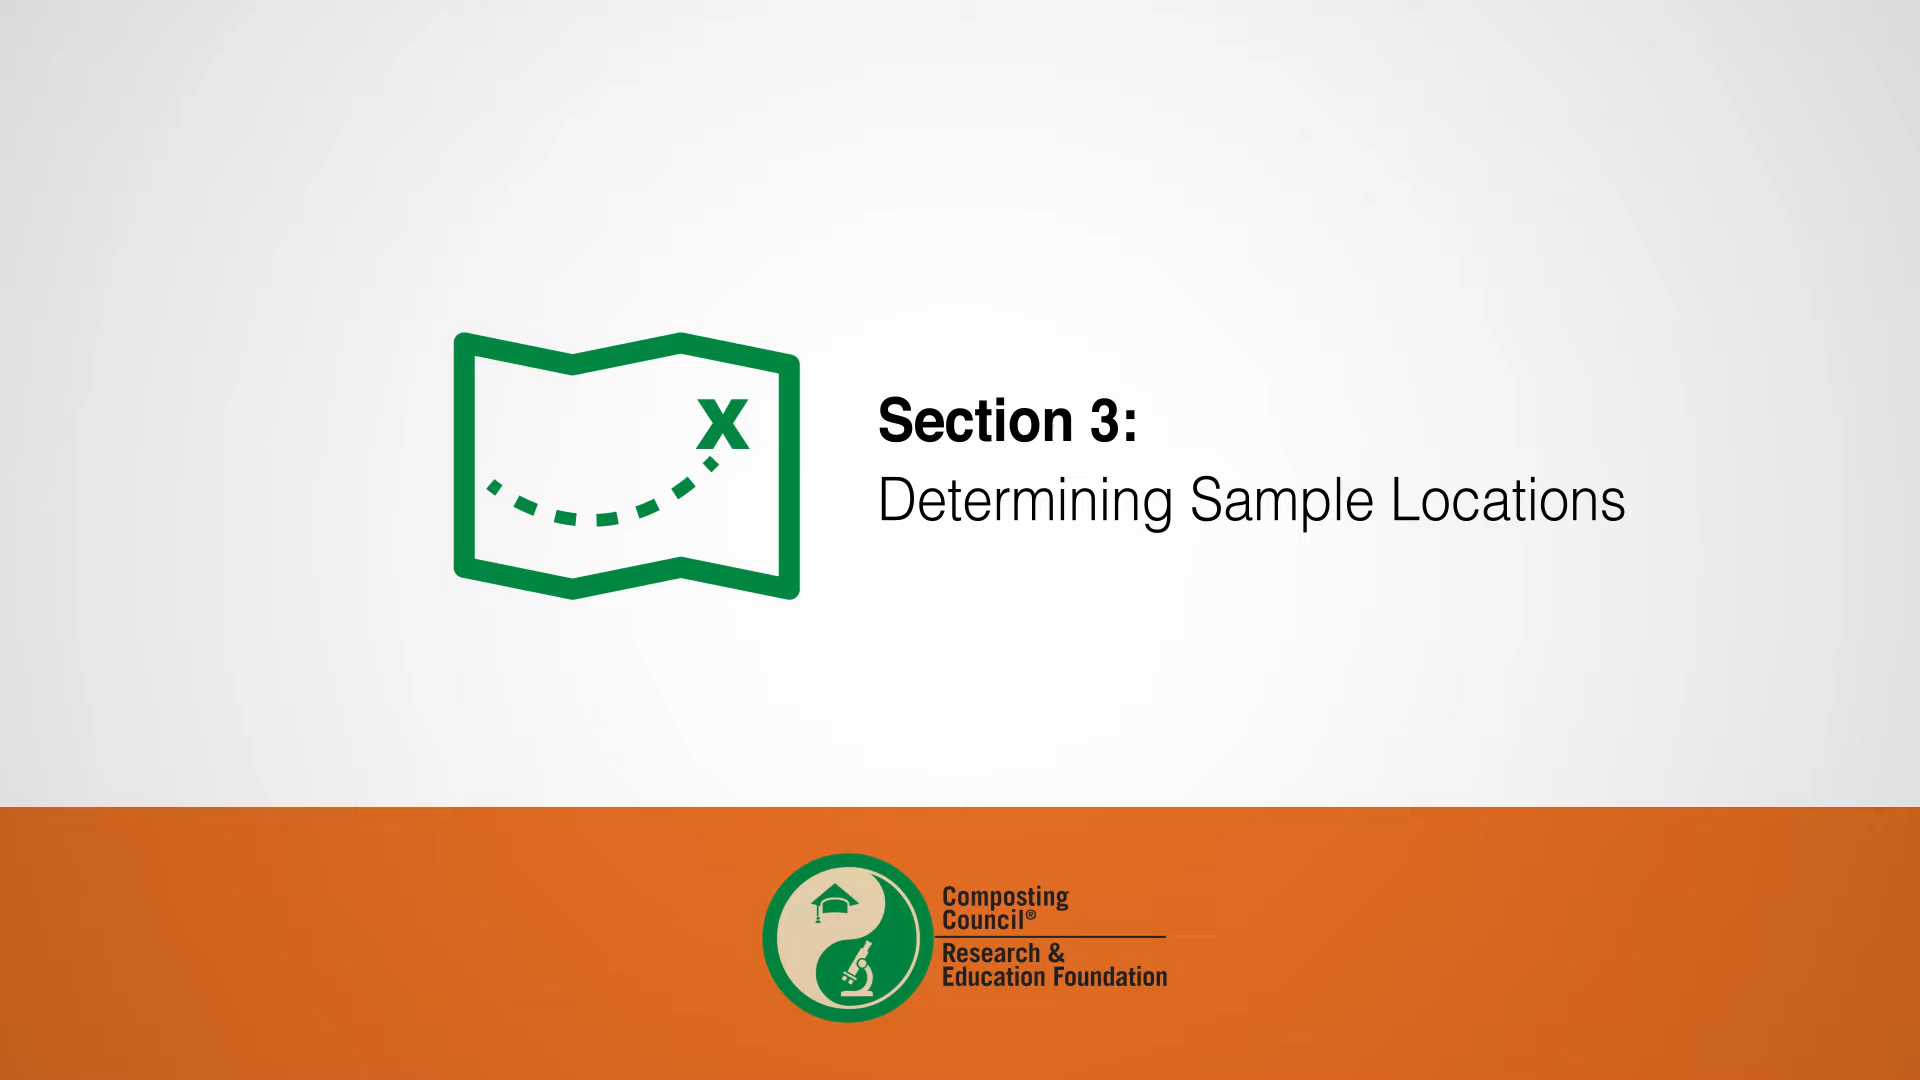 Section 3:
Determining Sample Locations
Composting
Council®
Research &
Education Foundation